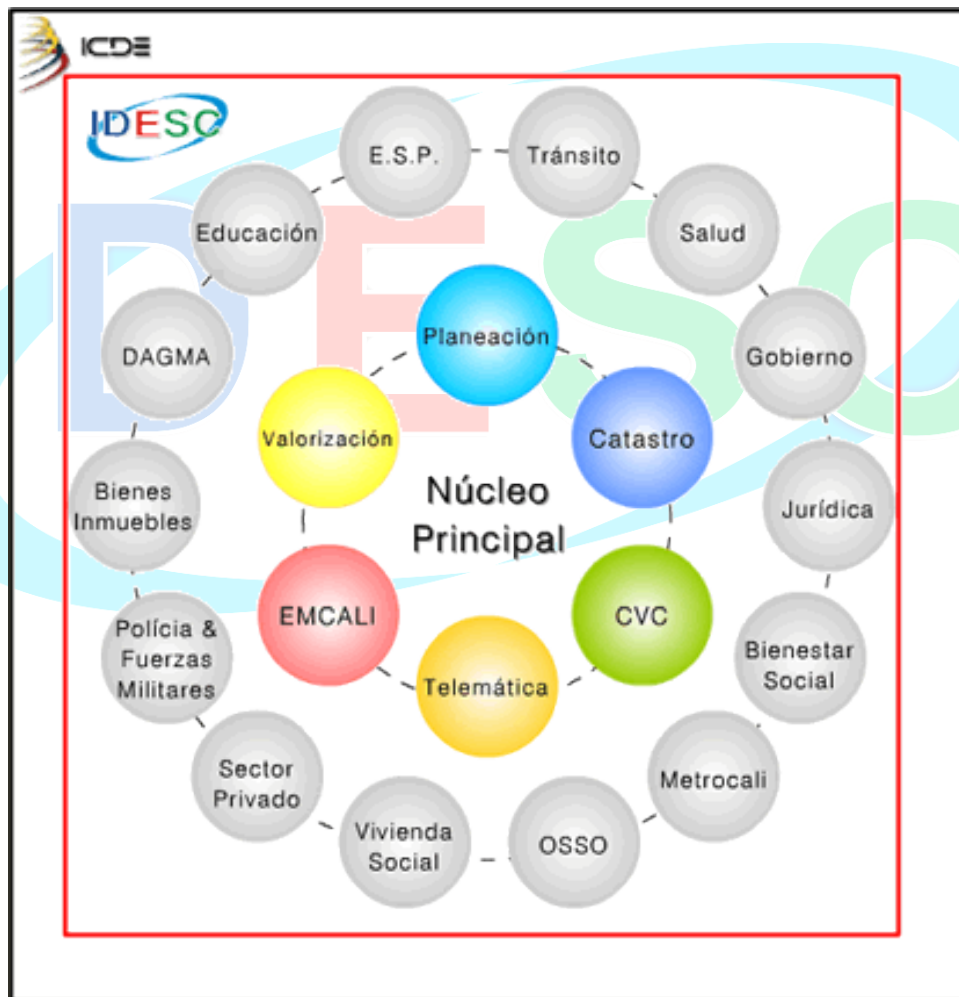 ICDE
IDESC
E.S.P.
Tránsito
Educación
Salud
Planeación
DAGMA
Gobierno
Valorización
Catastro
Núcleo
Principal
Bienes
Inmuebles
Jurídica
EMCALI
CVC
Polícia &
Fuerzas
Militares
Bienestar
Social
Telemática
Sector
Privado
Metrocali
Vivienda
Social
OSSO
DESC